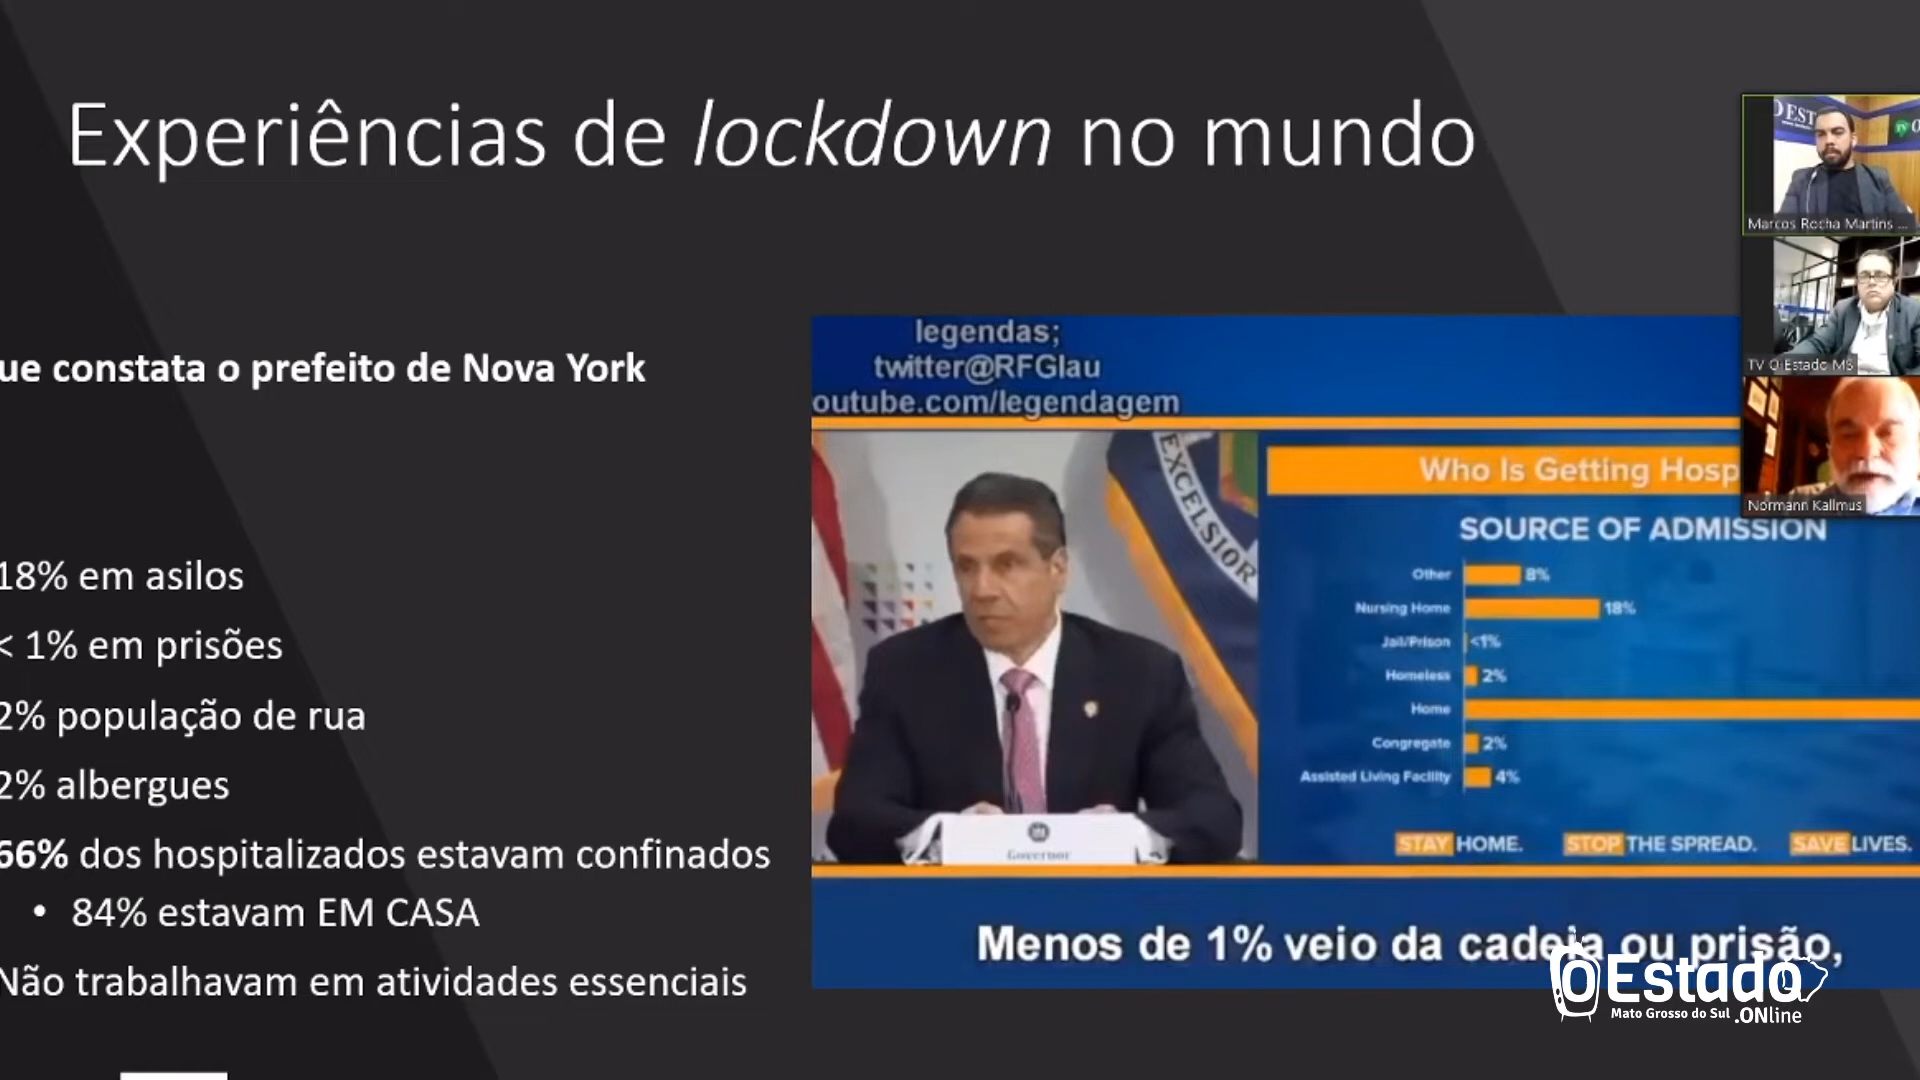 Experiências de lockdown no mundo
ue constata o prefeito de Nova York
18% em asilos
< 1% em prisões
2% população de rua
2% albergues
66% dos hospitalizados estavam confinados
• 84% estavam EM CASA
Não trabalhavam em atividades essenciais
legendas;
twitter@RFGlau
outube.com/legendagem
EXCELSIOR
Governor
Who Is Getting Hosp
SOURCE OF ADMISSION
Other 8%
Nursing Home 18%
Jail/Prison <1%
Homeless 2%
Home
Congregate 2%
Assisted Living Facility 4%
STAY HOME. STOP THE SPREAD. SAVE LIVES.
Menos de 1% veio da cadeia ou prisão,
O EST
Marcos Rocha Martins ...
TV O Estado MS
Normann Kallmus
O Estado
Mato Grosso do Sul .ONline